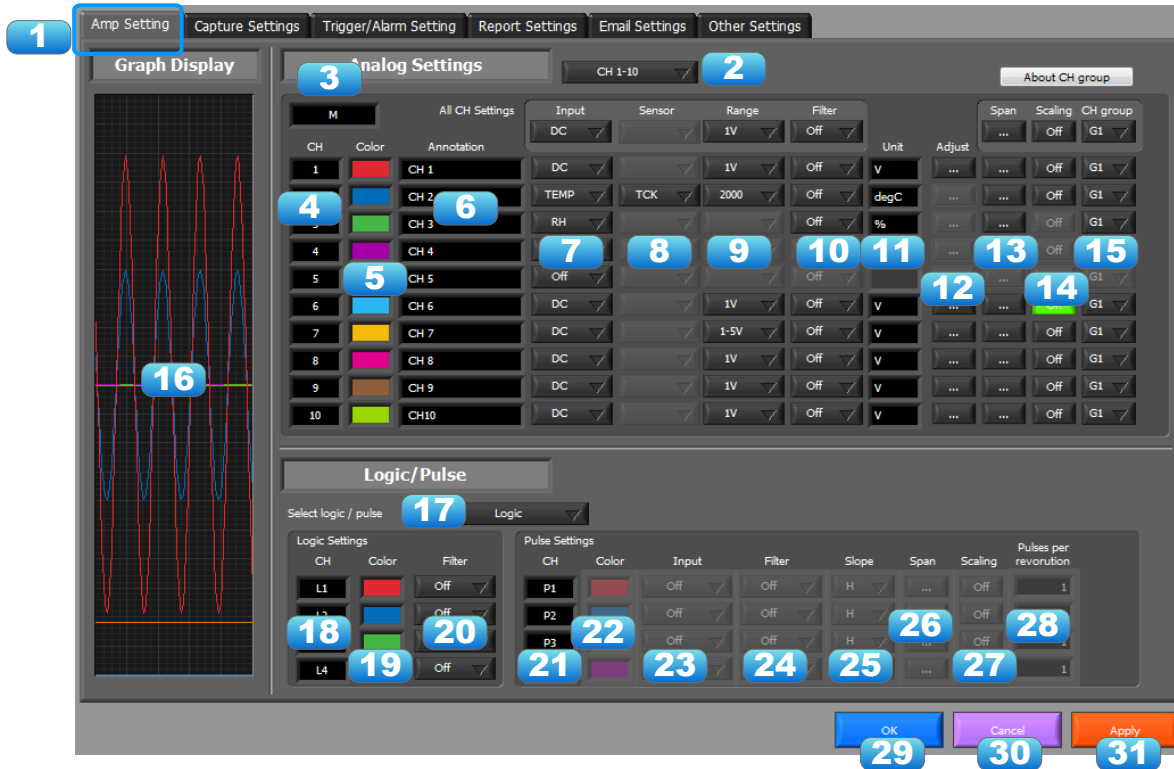 Amp Setting Capture Settings Trigger/Alarm Setting Report Settings Email Settings Other Settings
1
Graph Display
Analog Settings CH 1-10 2
About CH group
3
M All CH Settings Input Sensor Range Filter Span Scaling CH group
DC 1V Off ... Off G1
CH Color Annotation Unit Adjust
1 CH 1 DC 1V Off V ... ... Off G1
4 CH 2 6 TEMP TCK 2000 Off degC ... ... Off G1
3 CH 3 RH Off % ... ... Off G1
4 CH 4 7 8 9 10 11 ... 13 Off 15
5 5 CH 5 Off Off 12 ... 14 G1
6 CH 6 DC 1V Off V ... ... Off G1
7 CH 7 DC 1-5V Off V ... ... Off G1
8 CH 8 DC 1V Off V ... ... Off G1
16
9 CH 9 DC 1V Off V ... ... Off G1
10 CH10 DC 1V Off V ... ... Off G1
Logic/Pulse
Select logic / pulse 17 Logic
Logic Settings
CH Color Filter
L1 Off
L2 Off
18 19 20
L4 Off
Pulse Settings
CH Color Input Filter Slope Span Scaling Pulses per revorution
P1 Off Off H ... Off 1
P2 Off Off H Off
22 26 28
P3 Off Off H Off 1
21 23 24 25 ... 27 1
OK Cancel Apply
29 30 31